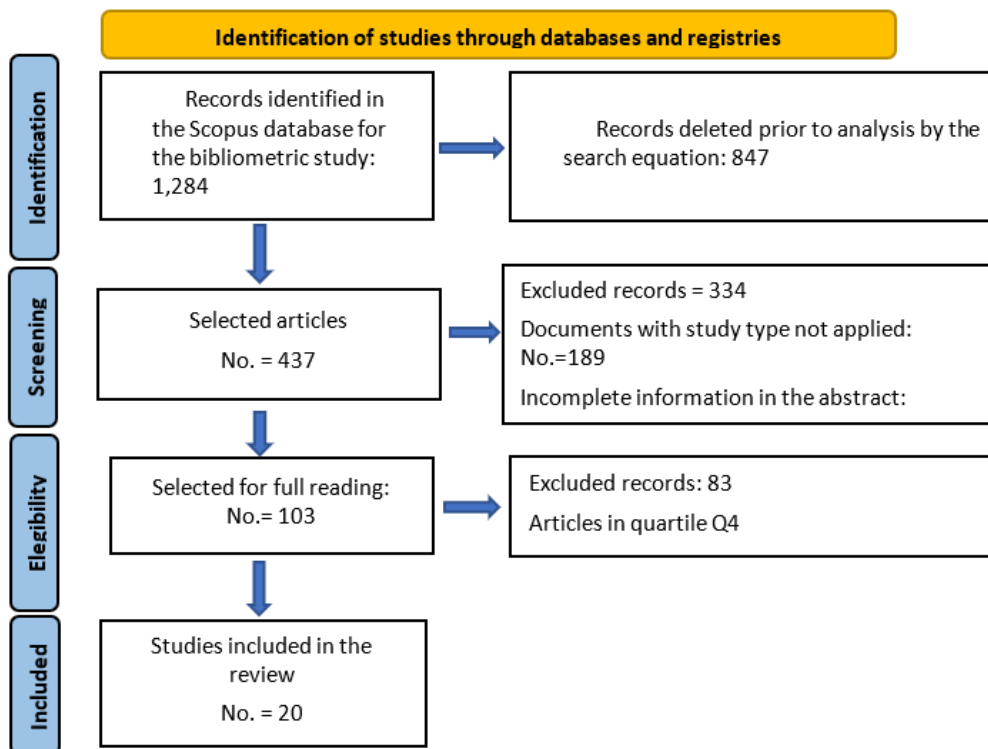 Identification of studies through databases and registries
Identification
Records identified in
the Scopus database for
the bibliometric study:
1,284
Records deleted prior to analysis by the
search equation: 847
Screening
Selected articles
No. = 437
Excluded records = 334
Documents with study type not applied:
No.=189
Incomplete information in the abstract:
Elegibility
Selected for full reading:
No.= 103
Excluded records: 83
Articles in quartile Q4
Included
Studies included in the
review
No. = 20